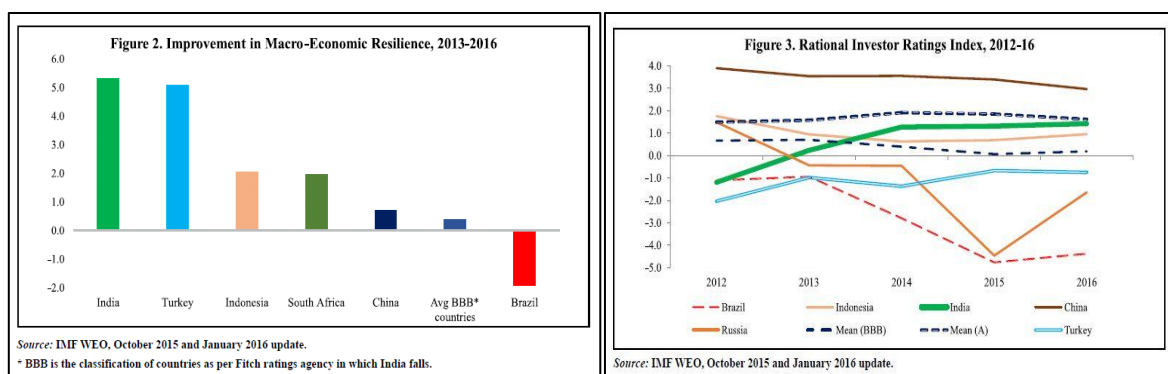 Figure 2. Improvement in Macro-Economic Resilience, 2013-2016
6.0
5.0
4.0
3.0
2.0
1.0
0.0
-1.0
-2.0
India
Turkey
Indonesia
South Africa
China
Avg BBB*
countries
Brazil
Source: IMF WEO, October 2015 and January 2016 update.
* BBB is the classification of countries as per Fitch ratings agency in which India falls.
Figure 3. Rational Investor Ratings Index, 2012-16
4.0
3.0
2.0
1.0
0.0
-1.0
-2.0
-3.0
-4.0
-5.0
2012
2013
2014
2015
2016
Brazil
Indonesia
India
China
Russia
Mean (BBB)
Mean (A)
Turkey
Source: IMF WEO, October 2015 and January 2016 update.